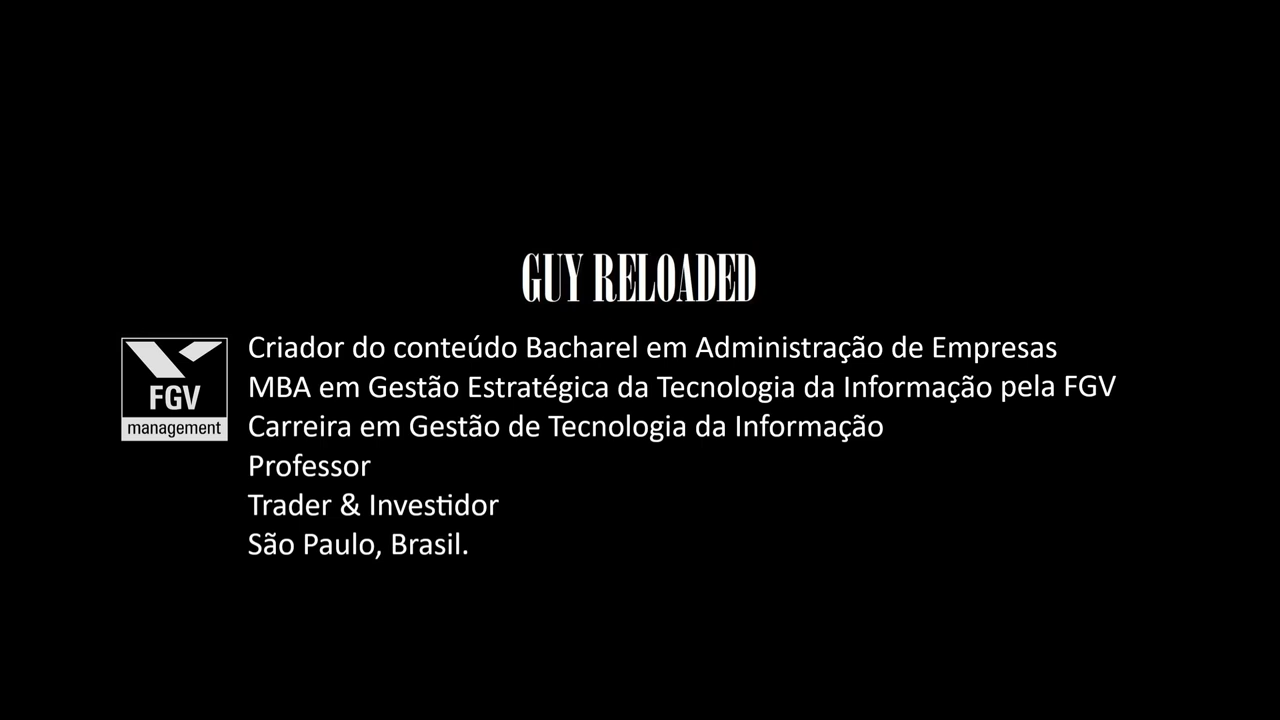 GUY RELOADED
FGV
management
Criador do conteúdo Bacharel em Administração de Empresas
MBA em Gestão Estratégica da Tecnologia da Informação pela FGV
Carreira em Gestão de Tecnologia da Informação
Professor
Trader & Investidor
São Paulo, Brasil.